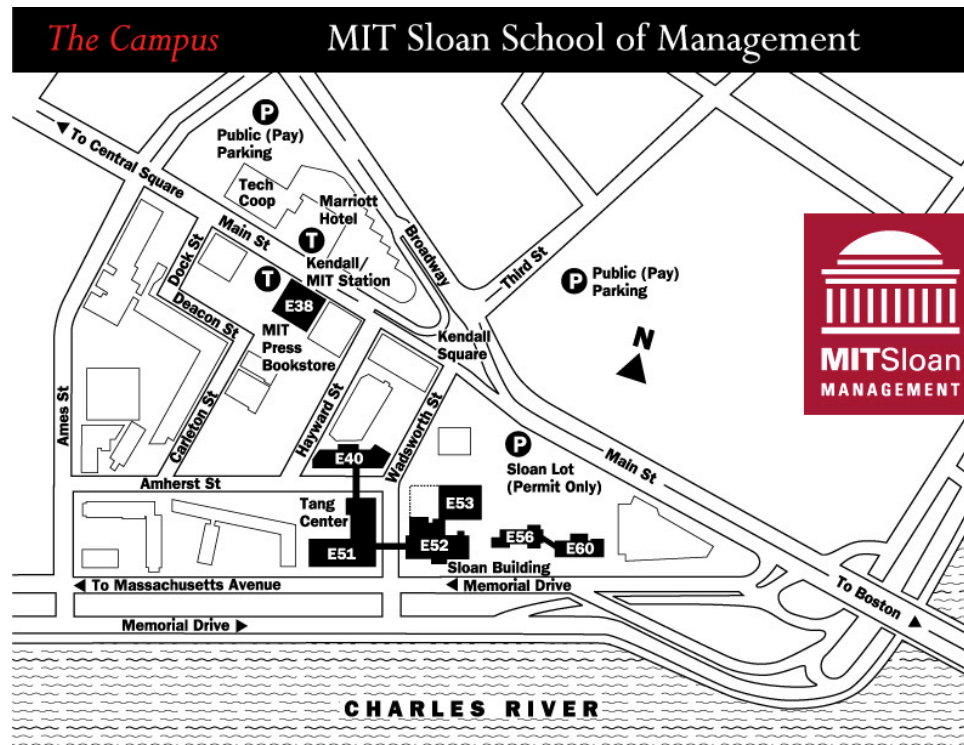 The Campus MIT Sloan School of Management
P
Public (Pay)
Parking
To Central Square
Tech
Coop
Marriott
Hotel
Main St
T
Kendall/
MIT Station
Broadway
Third St
P
Public (Pay)
Parking
N
MITSloan
MANAGEMENT
Dock St
T
E38
Deacon St
MIT
Press
Bookstore
Kendall
Square
Ames St
Carleton St
Hayward St
Wadsworth St
P
Sloan Lot
(Permit Only)
Main St
E40
Amherst St
Tang
Center
E53
E51
E52
E56
E60
Sloan Building
To Massachusetts Avenue
Memorial Drive
To Boston
Memorial Drive
CHARLES RIVER